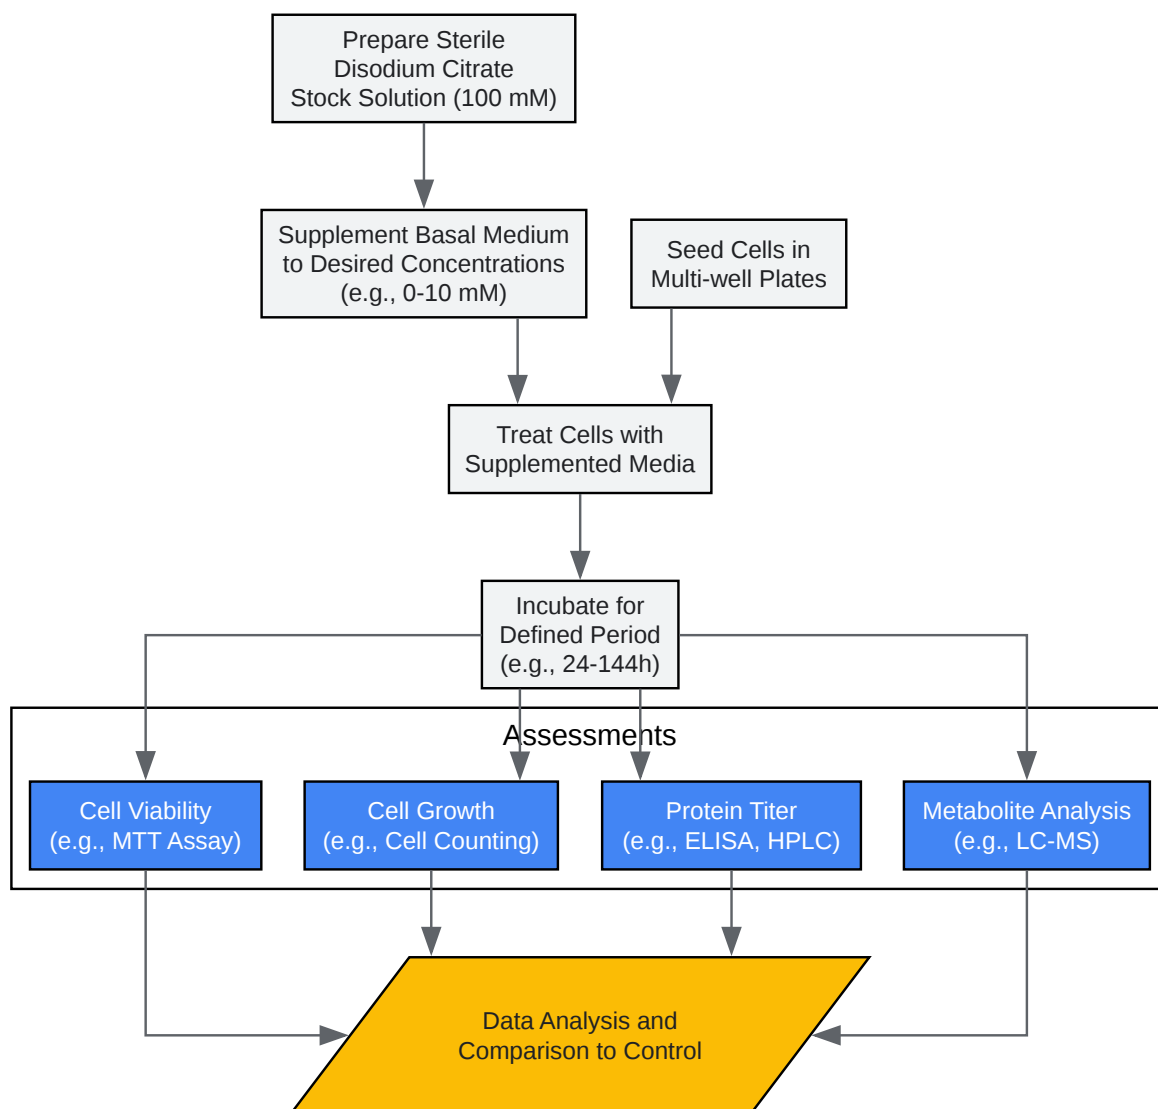 Prepare Sterile
Disodium Citrate
Stock Solution (100 mM)
Supplement Basal Medium
to Desired Concentrations
(e.g., 0-10 mM)
Seed Cells in
Multi-well Plates
Treat Cells with
Supplemented Media
Incubate for
Defined Period
(e.g., 24-144h)
Assessments
Cell Viability
(e.g., MTT Assay)
Cell Growth
(e.g., Cell Counting)
Protein Titer
(e.g., ELISA, HPLC)
Metabolite Analysis
(e.g., LC-MS)
Data Analysis and
Comparison to Control